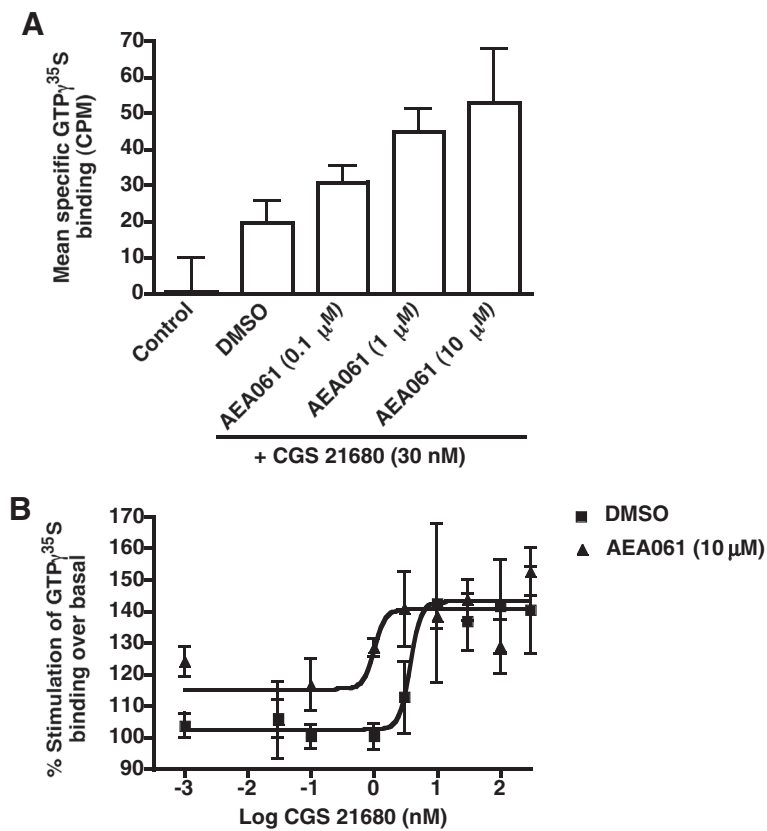 A
Mean specific GTPγ³⁵S
binding (CPM)
70
60
50
40
30
20
10
0
Control
DMSO
AEA061 (0.1 μM)
AEA061 (1 μM)
AEA061 (10 μM)
+ CGS 21680 (30 nM)
B
% Stimulation of GTPγ³⁵S
binding over basal
170
160
150
140
130
120
110
100
90
-3
-2
-1
0
1
2
Log CGS 21680 (nM)
DMSO
AEA061 (10 μM)